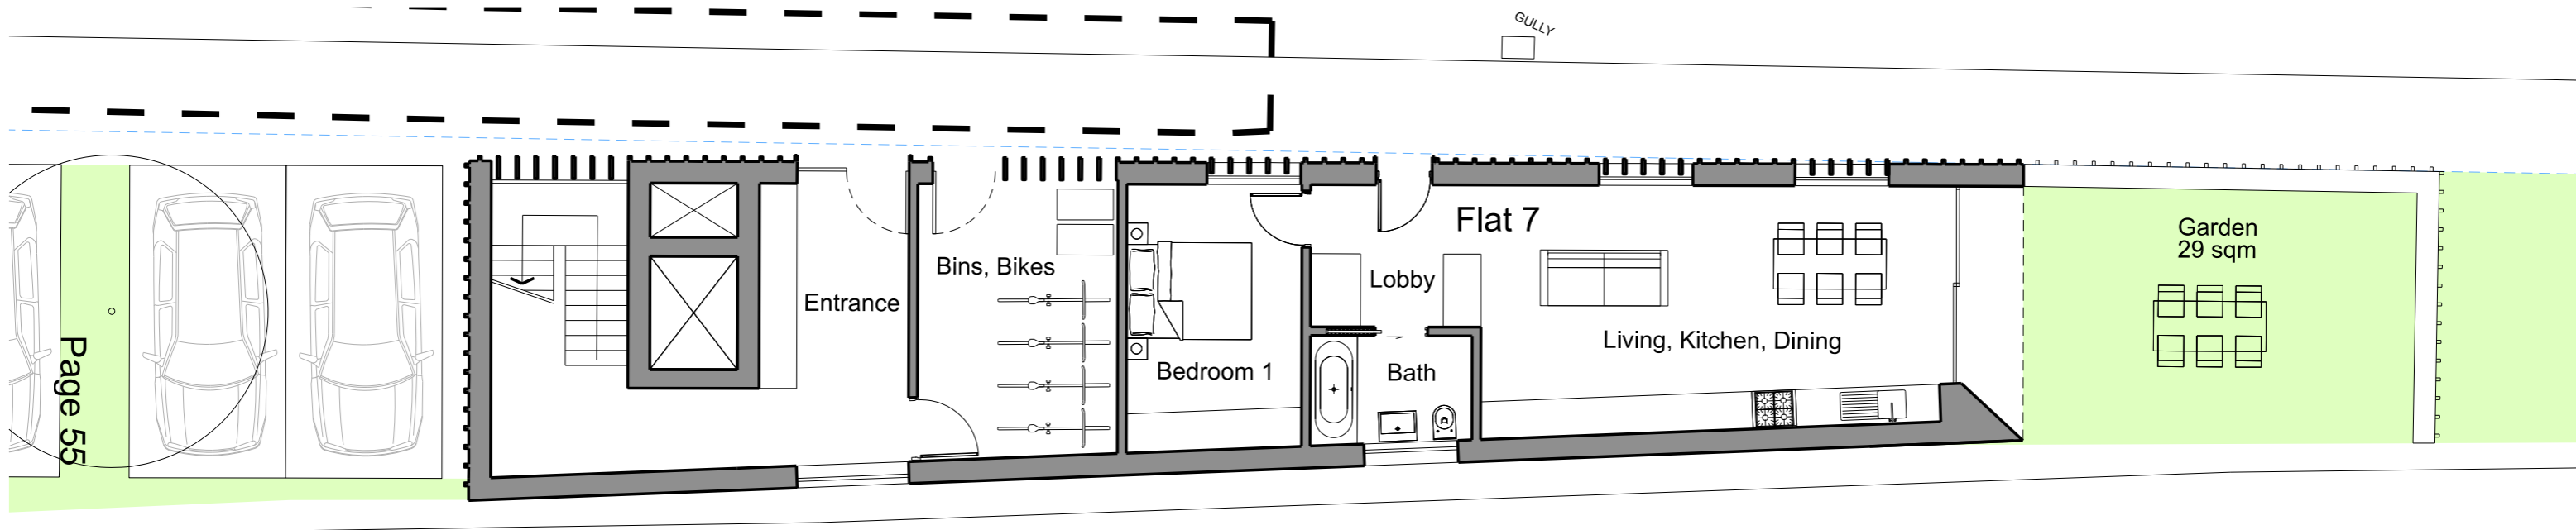 GULLY
Flat 7
Garden
29 sqm
Bins, Bikes
Lobby
Entrance
Living, Kitchen, Dining
Page 55
Bedroom 1
Bath